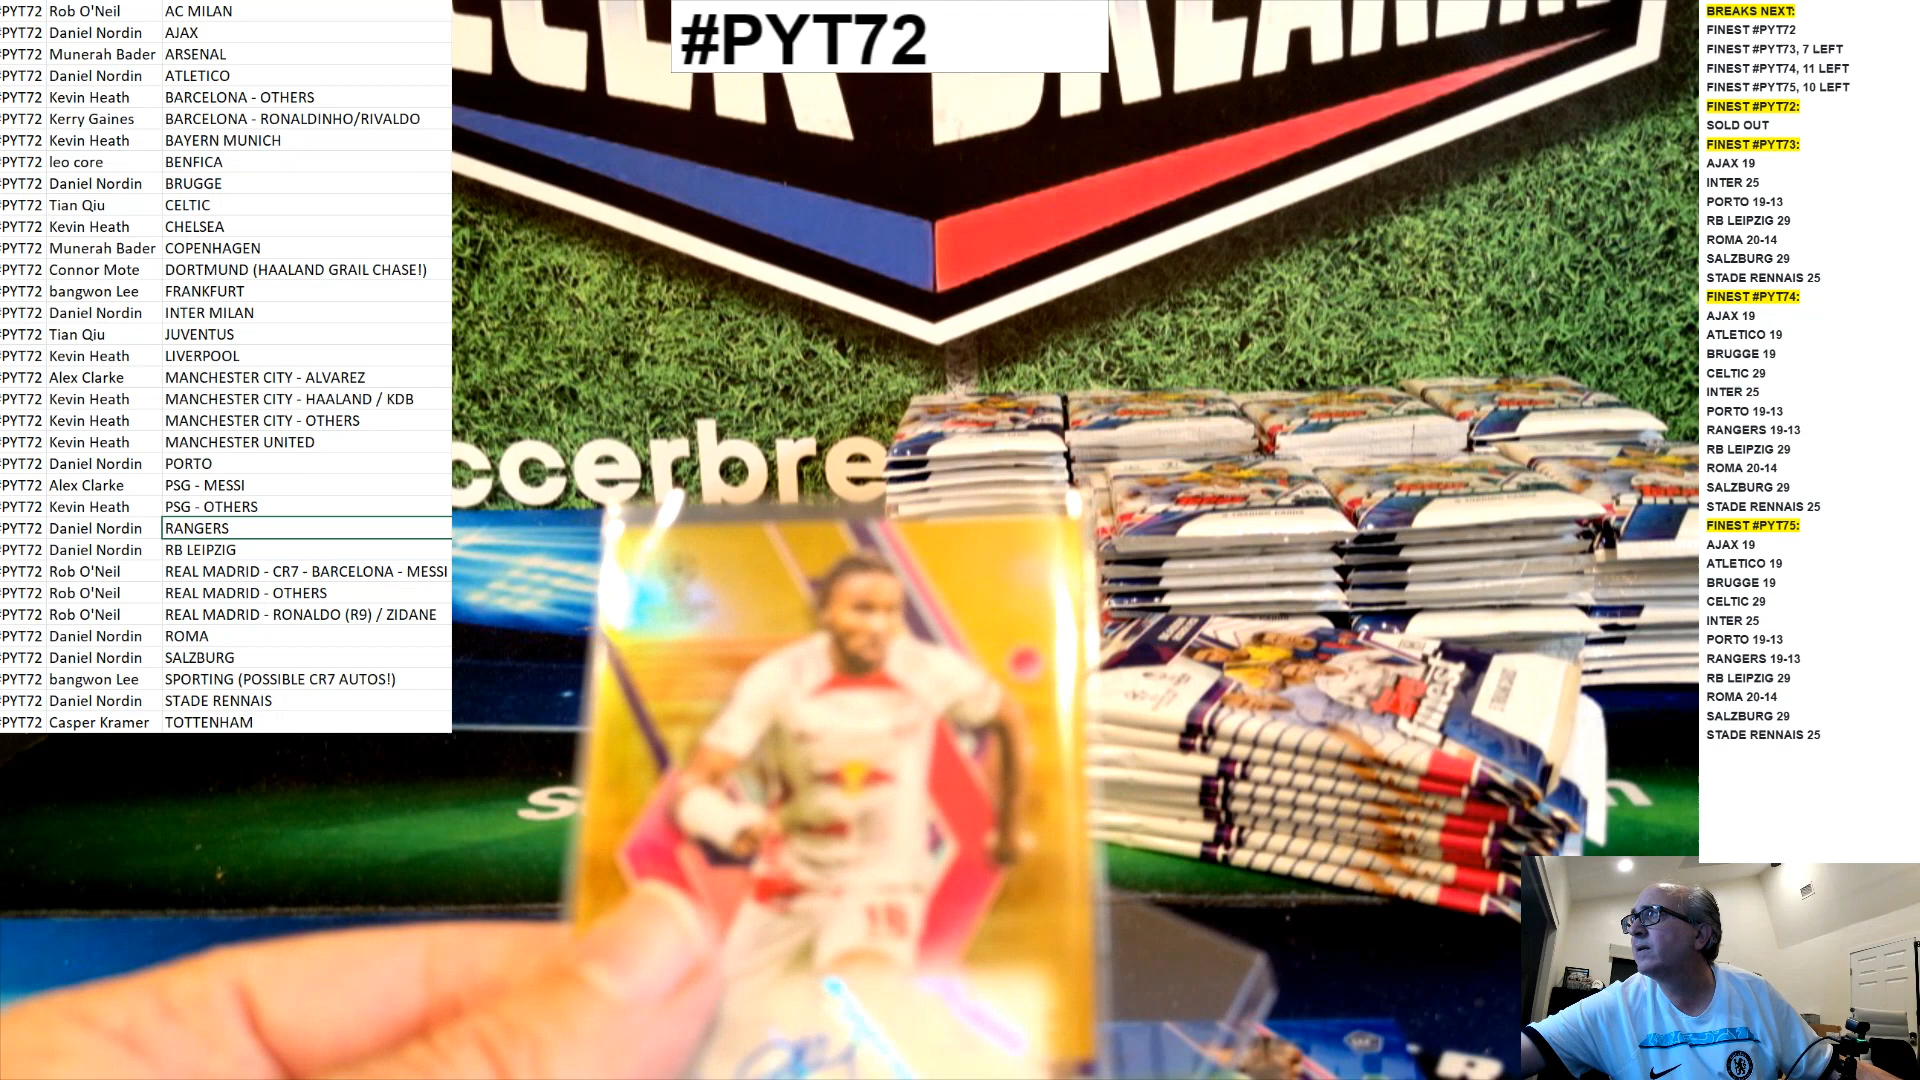 #PYT72 Rob O'Neil AC MILAN
#PYT72 Daniel Nordin AJAX
#PYT72 Munerah Bader ARSENAL
#PYT72 Daniel Nordin ATLETICO
#PYT72 Kevin Heath BARCELONA - OTHERS
#PYT72 Kerry Gaines BARCELONA - RONALDINHO/RIVALDO
#PYT72 Kevin Heath BAYERN MUNICH
#PYT72 leo core BENFICA
#PYT72 Daniel Nordin BRUGGE
#PYT72 Tian Qiu CELTIC
#PYT72 Kevin Heath CHELSEA
#PYT72 Munerah Bader COPENHAGEN
#PYT72 Connor Mote DORTMUND (HAALAND GRAIL CHASE!)
#PYT72 bangwon Lee FRANKFURT
#PYT72 Daniel Nordin INTER MILAN
#PYT72 Tian Qiu JUVENTUS
#PYT72 Kevin Heath LIVERPOOL
#PYT72 Alex Clarke MANCHESTER CITY - ALVAREZ
#PYT72 Kevin Heath MANCHESTER CITY - HAALAND / KDB
#PYT72 Kevin Heath MANCHESTER CITY - OTHERS
#PYT72 Kevin Heath MANCHESTER UNITED
#PYT72 Daniel Nordin PORTO
#PYT72 Alex Clarke PSG - MESSI
#PYT72 Kevin Heath PSG - OTHERS
#PYT72 Daniel Nordin RANGERS
#PYT72 Daniel Nordin RB LEIPZIG
#PYT72 Rob O'Neil REAL MADRID - CR7 - BARCELONA - MESSI
#PYT72 Rob O'Neil REAL MADRID - OTHERS
#PYT72 Rob O'Neil REAL MADRID - RONALDO (R9) / ZIDANE
#PYT72 Daniel Nordin ROMA
#PYT72 Daniel Nordin SALZBURG
#PYT72 bangwon Lee SPORTING (POSSIBLE CR7 AUTOS!)
#PYT72 Daniel Nordin STADE RENNAIS
#PYT72 Casper Kramer TOTTENHAM
#PYT72
ccerbre
finest
BREAKS NEXT:
FINEST #PYT72
FINEST #PYT73, 7 LEFT
FINEST #PYT74, 11 LEFT
FINEST #PYT75, 10 LEFT
FINEST #PYT72:
SOLD OUT
FINEST #PYT73:
AJAX 19
INTER 25
PORTO 19-13
RB LEIPZIG 29
ROMA 20-14
SALZBURG 29
STADE RENNAIS 25
FINEST #PYT74:
AJAX 19
ATLETICO 19
BRUGGE 19
CELTIC 29
INTER 25
PORTO 19-13
RANGERS 19-13
RB LEIPZIG 29
ROMA 20-14
SALZBURG 29
STADE RENNAIS 25
FINEST #PYT75:
AJAX 19
ATLETICO 19
BRUGGE 19
CELTIC 29
INTER 25
PORTO 19-13
RANGERS 19-13
RB LEIPZIG 29
ROMA 20-14
SALZBURG 29
STADE RENNAIS 25